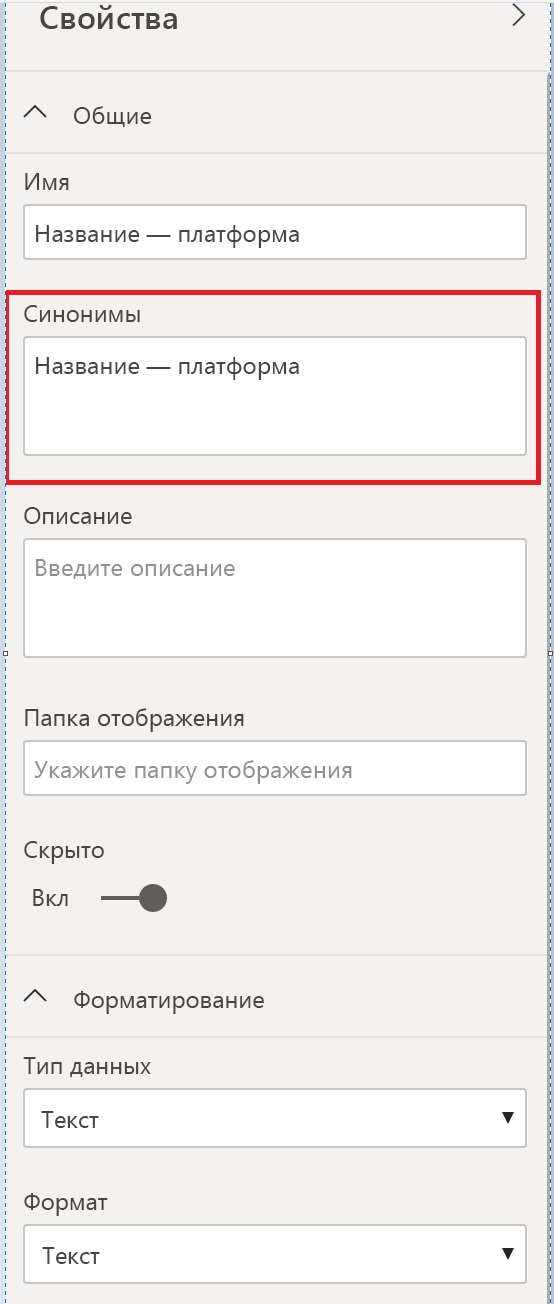 Свойства
Общие
Имя
Название — платформа
Синонимы
Название — платформа
Описание
Введите описание
Папка отображения
Укажите папку отображения
Скрыто
Вкл
Форматирование
Тип данных
Текст
Формат
Текст